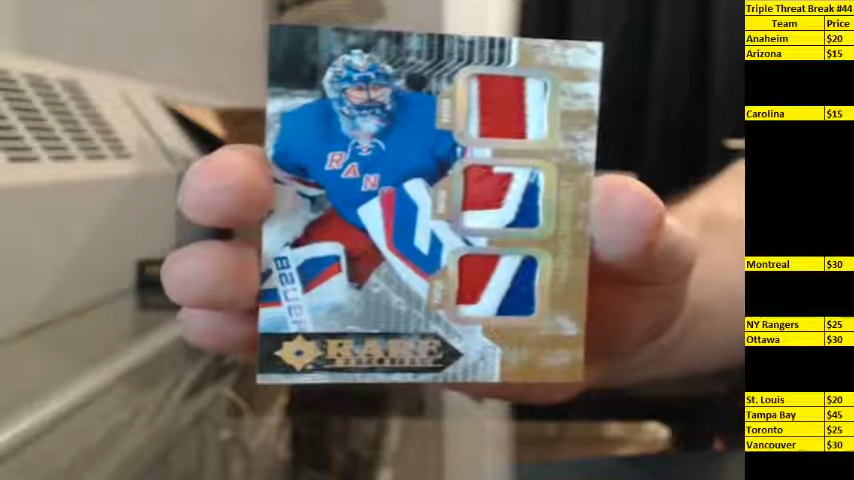 RAN
BAUER
RARE
Triple Threat Break #44
Team Price
Anaheim $20
Arizona $15
Carolina $15
Montreal $30
NY Rangers $25
Ottawa $30
St. Louis $20
Tampa Bay $45
Toronto $25
Vancouver $30